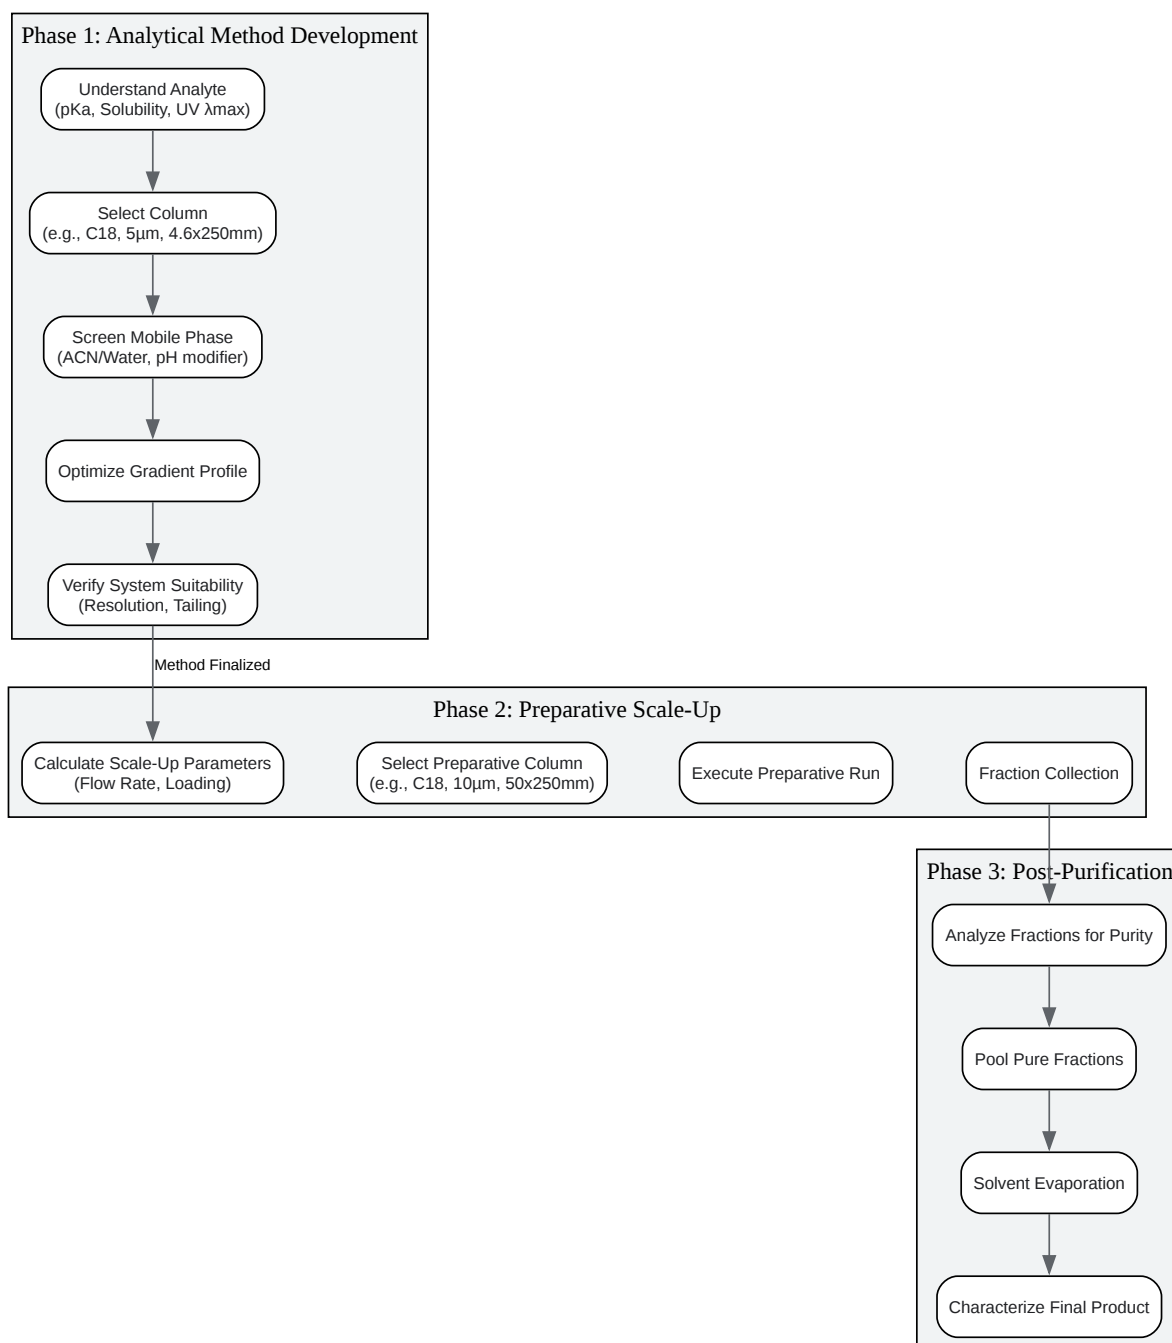 Phase 1: Analytical Method Development
Understand Analyte
(pKa, Solubility, UV λmax)
Select Column
(e.g., C18, 5µm, 4.6x250mm)
Screen Mobile Phase
(ACN/Water, pH modifier)
Optimize Gradient Profile
Verify System Suitability
(Resolution, Tailing)
Method Finalized
Phase 2: Preparative Scale-Up
Calculate Scale-Up Parameters
(Flow Rate, Loading)
Select Preparative Column
(e.g., C18, 10µm, 50x250mm)
Execute Preparative Run
Fraction Collection
Phase 3: Post-Purification
Analyze Fractions for Purity
Pool Pure Fractions
Solvent Evaporation
Characterize Final Product